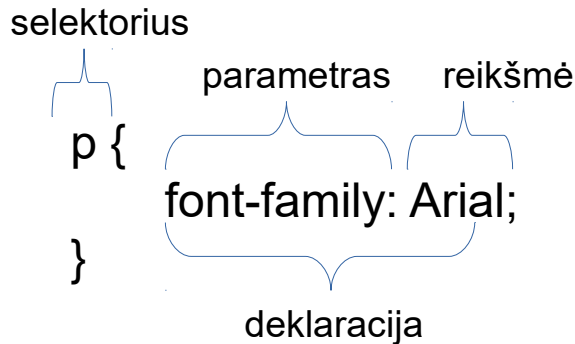 selektorius
parametras reikšmė
p {
font-family: Arial;
}
deklaracija